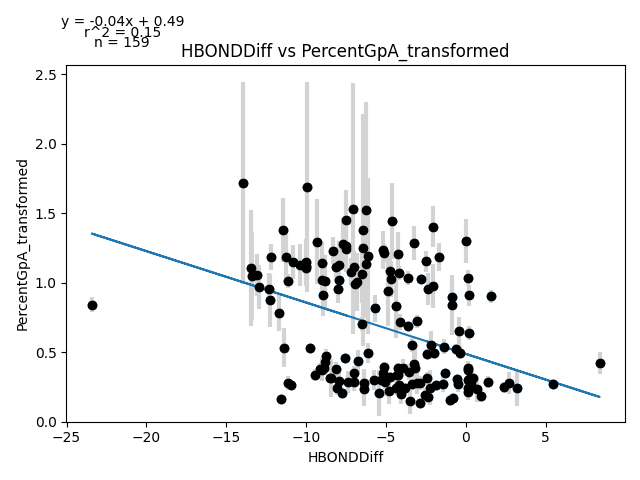 y = -0.04x + 0.49
r^2 = 0.15
n = 159
HBONDDiff vs PercentGpA_transformed
PercentGpA_transformed
2.5
2.0
1.5
1.0
0.5
0.0
−25
−20
−15
−10
−5
0
5
HBONDDiff